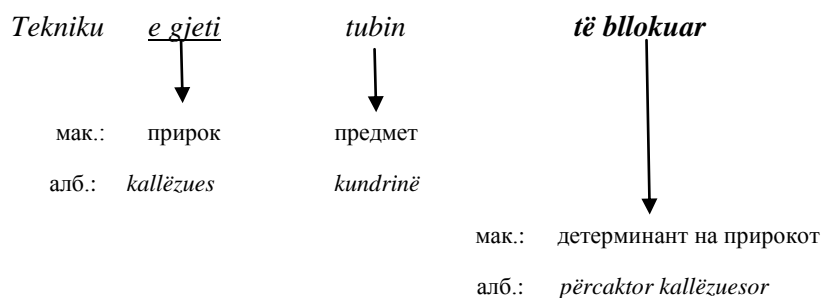 Tekniku e gjeti tubin të bllokuar
мак.: прирок предмет
алб.: kallëzues kundrinë
мак.: детерминант на прирокот
алб.: përcaktor kallëzuesor